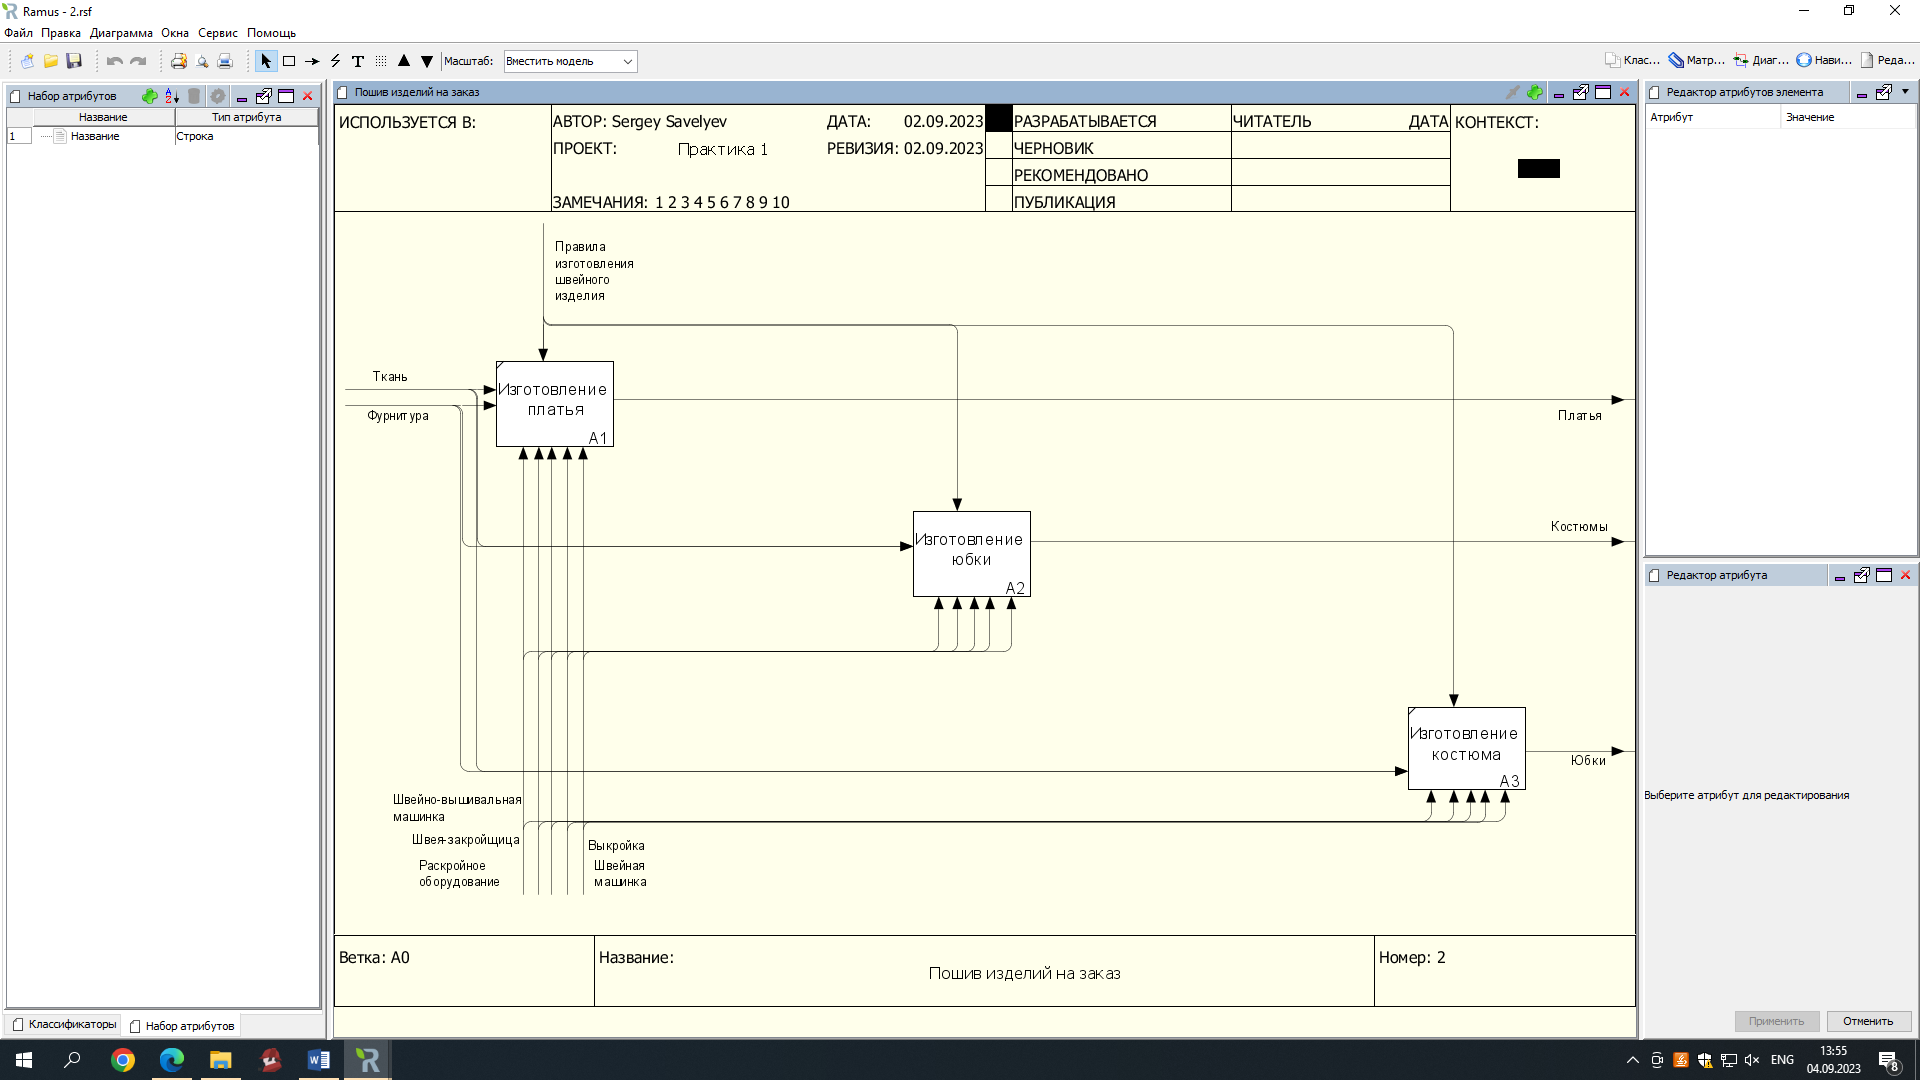 Ramus - 2.rsf
Файл Правка Диаграмма Окна Сервис Помощь
Масштаб: Вместить модель
Клас... Матр... Диаг... Нави... Реда...
Набор атрибутов
Название Тип атрибута
1 Название Строка
Классификаторы Набор атрибутов
Пошив изделий на заказ
ИСПОЛЬЗУЕТСЯ В:
АВТОР: Sergey Savelyev ДАТА: 02.09.2023
ПРОЕКТ: Практика 1 РЕВИЗИЯ: 02.09.2023
ЗАМЕЧАНИЯ: 1 2 3 4 5 6 7 8 9 10
РАЗРАБАТЫВАЕТСЯ
ЧЕРНОВИК
РЕКОМЕНДОВАНО
ПУБЛИКАЦИЯ
ЧИТАТЕЛЬ ДАТА
КОНТЕКСТ:
Правила
изготовления
швейного
изделия
Ткань
Фурнитура
Изготовление
платья
A1
Платья
Изготовление
юбки
A2
Костюмы
Изготовление
костюма
A3
Юбки
Швейно-вышивальная
машинка
Швея-закройщица
Раскройное
оборудование
Выкройка
Швейная
машинка
Ветка: A0
Название:
Пошив изделий на заказ
Номер: 2
Редактор атрибутов элемента
Атрибут Значение
Редактор атрибута
Выберите атрибут для редактирования
Применить Отменить
ENG
13:55
04.09.2023
8